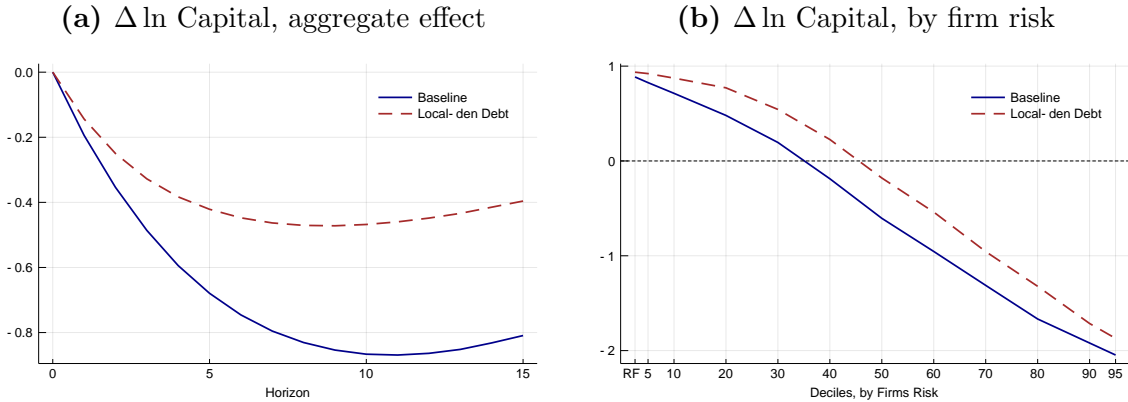 (a) Δ ln Capital, aggregate effect
0.0
- 0.2
- 0.4
- 0.6
- 0.8
Baseline
Local- den Debt
0 5 10 15
Horizon
(b) Δ ln Capital, by firm risk
1
0
- 1
- 2
Baseline
Local- den Debt
RF 5 10 20 30 40 50 60 70 80 90 95
Deciles, by Firms Risk